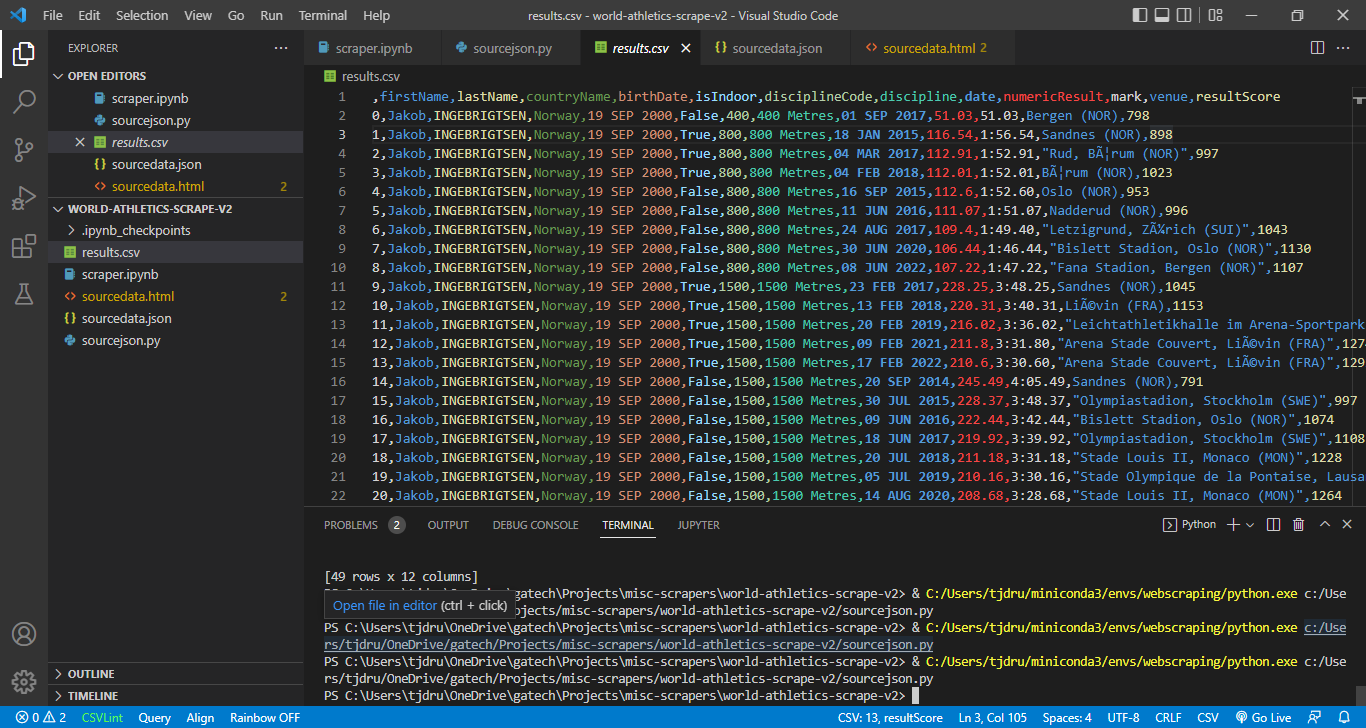 File Edit Selection View Go Run Terminal Help
results.csv - world-athletics-scrape-v2 - Visual Studio Code
EXPLORER
OPEN EDITORS
scraper.ipynb
sourcejson.py
results.csv
sourcedata.json
sourcedata.html 2
WORLD-ATHLETICS-SCRAPE-V2
.ipynb_checkpoints
results.csv
scraper.ipynb
sourcedata.html 2
sourcedata.json
sourcejson.py
OUTLINE
TIMELINE
scraper.ipynb sourcejson.py results.csv sourcedata.json sourcedata.html 2
results.csv
1 ,firstName,lastName,countryName,birthDate,isIndoor,disciplineCode,discipline,date,numericResult,mark,venue,resultScore
2 0,Jakob,INGEBRIGTSEN,Norway,19 SEP 2000,False,400,400 Metres,01 SEP 2017,51.03,51.03,Bergen (NOR),798
3 1,Jakob,INGEBRIGTSEN,Norway,19 SEP 2000,True,800,800 Metres,18 JAN 2015,116.54,1:56.54,Sandnes (NOR),898
4 2,Jakob,INGEBRIGTSEN,Norway,19 SEP 2000,True,800,800 Metres,04 MAR 2017,112.91,1:52.91,"Rud, BÃ¦rum (NOR)",997
5 3,Jakob,INGEBRIGTSEN,Norway,19 SEP 2000,True,800,800 Metres,04 FEB 2018,112.01,1:52.01,BÃ¦rum (NOR),1023
6 4,Jakob,INGEBRIGTSEN,Norway,19 SEP 2000,False,800,800 Metres,16 SEP 2015,112.6,1:52.60,Oslo (NOR),953
7 5,Jakob,INGEBRIGTSEN,Norway,19 SEP 2000,False,800,800 Metres,11 JUN 2016,111.07,1:51.07,Nadderud (NOR),996
8 6,Jakob,INGEBRIGTSEN,Norway,19 SEP 2000,False,800,800 Metres,24 AUG 2017,109.4,1:49.40,"Letzigrund, ZÃ¼rich (SUI)",1043
9 7,Jakob,INGEBRIGTSEN,Norway,19 SEP 2000,False,800,800 Metres,30 JUN 2020,106.44,1:46.44,"Bislett Stadion, Oslo (NOR)",1130
10 8,Jakob,INGEBRIGTSEN,Norway,19 SEP 2000,False,800,800 Metres,08 JUN 2022,107.22,1:47.22,"Fana Stadion, Bergen (NOR)",1107
11 9,Jakob,INGEBRIGTSEN,Norway,19 SEP 2000,True,1500,1500 Metres,23 FEB 2017,228.25,3:48.25,Sandnes (NOR),1045
12 10,Jakob,INGEBRIGTSEN,Norway,19 SEP 2000,True,1500,1500 Metres,13 FEB 2018,220.31,3:40.31,LiÃ©vin (FRA),1153
13 11,Jakob,INGEBRIGTSEN,Norway,19 SEP 2000,True,1500,1500 Metres,20 FEB 2019,216.02,3:36.02,"Leichtathletikhalle im Arena-Sportpark
14 12,Jakob,INGEBRIGTSEN,Norway,19 SEP 2000,True,1500,1500 Metres,09 FEB 2021,211.8,3:31.80,"Arena Stade Couvert, LiÃ©vin (FRA)",1274
15 13,Jakob,INGEBRIGTSEN,Norway,19 SEP 2000,True,1500,1500 Metres,17 FEB 2022,210.6,3:30.60,"Arena Stade Couvert, LiÃ©vin (FRA)",129
16 14,Jakob,INGEBRIGTSEN,Norway,19 SEP 2000,False,1500,1500 Metres,20 SEP 2014,245.49,4:05.49,Sandnes (NOR),791
17 15,Jakob,INGEBRIGTSEN,Norway,19 SEP 2000,False,1500,1500 Metres,30 JUL 2015,228.37,3:48.37,"Olympiastadion, Stockholm (SWE)",997
18 16,Jakob,INGEBRIGTSEN,Norway,19 SEP 2000,False,1500,1500 Metres,09 JUN 2016,222.44,3:42.44,"Bislett Stadion, Oslo (NOR)",1074
19 17,Jakob,INGEBRIGTSEN,Norway,19 SEP 2000,False,1500,1500 Metres,18 JUN 2017,219.92,3:39.92,"Olympiastadion, Stockholm (SWE)",1108
20 18,Jakob,INGEBRIGTSEN,Norway,19 SEP 2000,False,1500,1500 Metres,20 JUL 2018,211.18,3:31.18,"Stade Louis II, Monaco (MON)",1228
21 19,Jakob,INGEBRIGTSEN,Norway,19 SEP 2000,False,1500,1500 Metres,05 JUL 2019,210.16,3:30.16,"Stade Olympique de la Pontaise, Lausa
22 20,Jakob,INGEBRIGTSEN,Norway,19 SEP 2000,False,1500,1500 Metres,14 AUG 2020,208.68,3:28.68,"Stade Louis II, Monaco (MON)",1264
PROBLEMS 2 OUTPUT DEBUG CONSOLE TERMINAL JUPYTER
Python
[49 rows x 12 columns]
\gatech\Projects\misc-scrapers\world-athletics-scrape-v2> & C:/Users/tjdru/miniconda3/envs/webscraping/python.exe c:/Use
Open file in editor (ctrl + click)
rojects/misc-scrapers/world-athletics-scrape-v2/sourcejson.py
PS C:\Users\tjdru\OneDrive\gatech\Projects\misc-scrapers\world-athletics-scrape-v2> & C:/Users/tjdru/miniconda3/envs/webscraping/python.exe c:/Use
rs/tjdru/OneDrive/gatech/Projects/misc-scrapers/world-athletics-scrape-v2/sourcejson.py
PS C:\Users\tjdru\OneDrive\gatech\Projects\misc-scrapers\world-athletics-scrape-v2> & C:/Users/tjdru/miniconda3/envs/webscraping/python.exe c:/Use
rs/tjdru/OneDrive/gatech/Projects/misc-scrapers/world-athletics-scrape-v2/sourcejson.py
PS C:\Users\tjdru\OneDrive\gatech\Projects\misc-scrapers\world-athletics-scrape-v2>
0 2 CSVLint Query Align Rainbow OFF
CSV: 13, resultScore Ln 3, Col 105 Spaces: 4 UTF-8 CRLF CSV Go Live